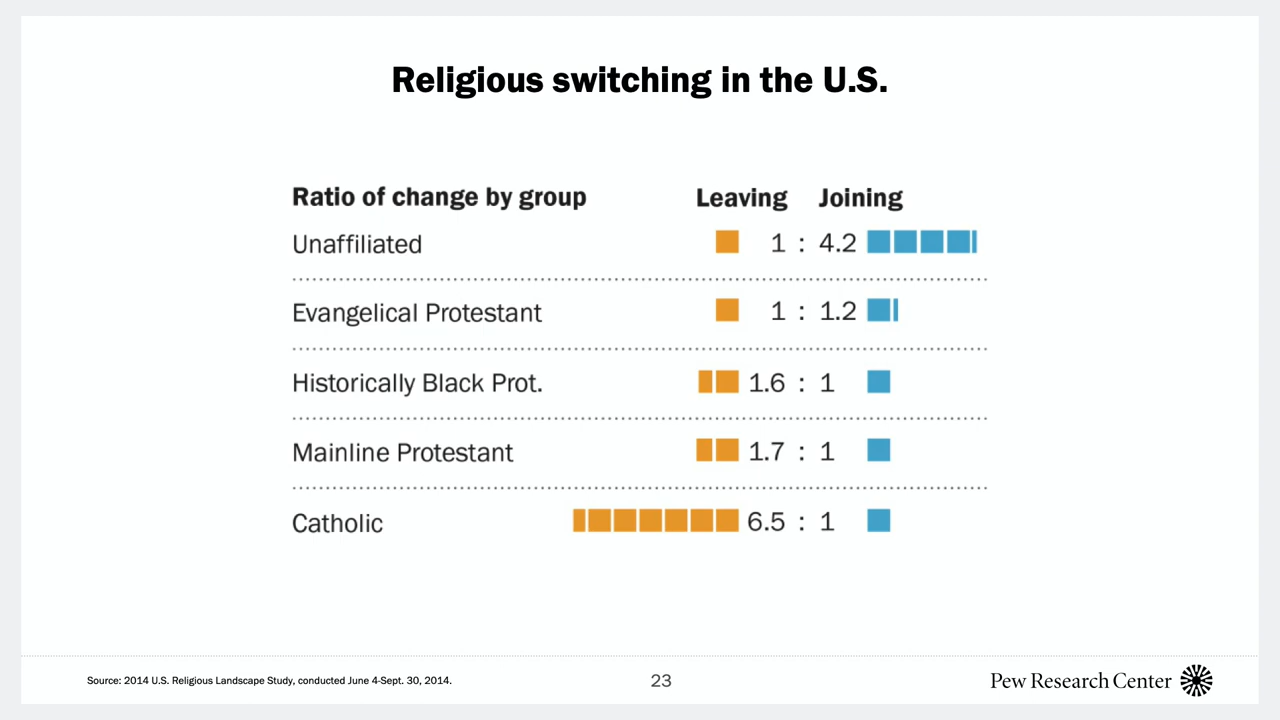 Religious switching in the U.S.
Ratio of change by group Leaving Joining
Unaffiliated 1 : 4.2
Evangelical Protestant 1 : 1.2
Historically Black Prot. 1.6 : 1
Mainline Protestant 1.7 : 1
Catholic 6.5 : 1
Source: 2014 U.S. Religious Landscape Study, conducted June 4-Sept. 30, 2014. 23 Pew Research Center